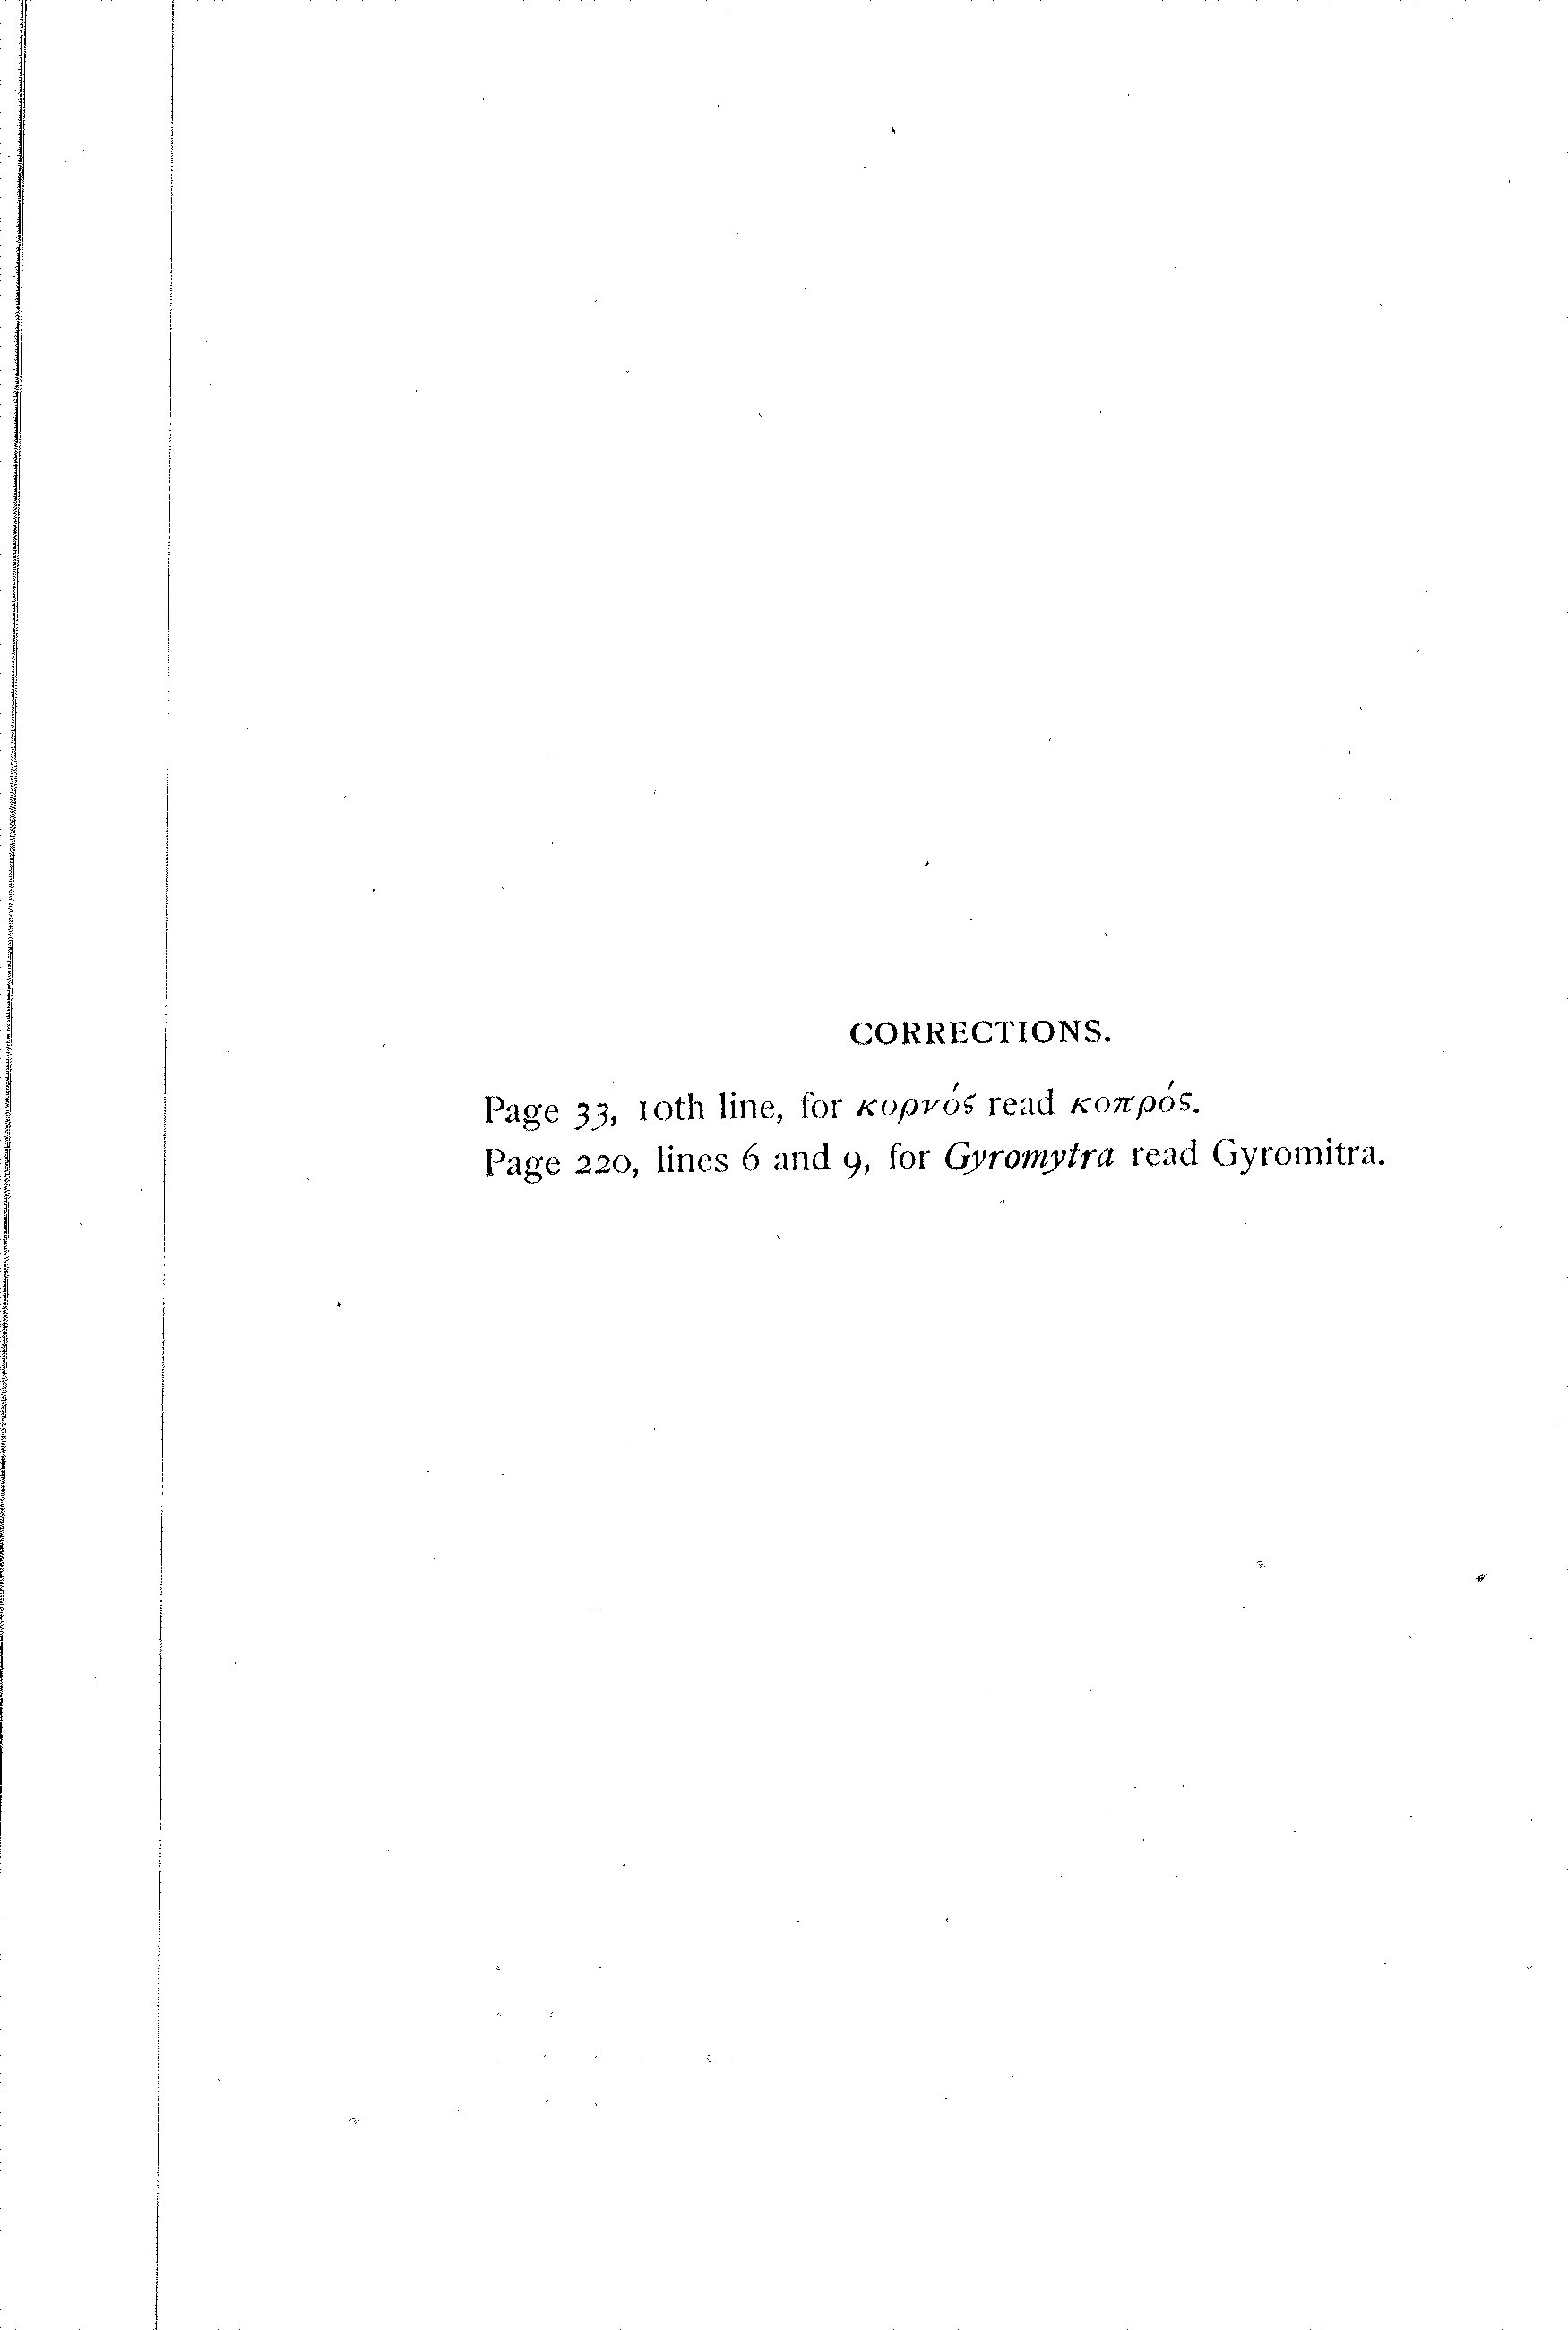 CORRECTIONS.
Page 33, 10th line, for κορνός read κοπρός.
Page 220, lines 6 and 9, for Gyromytra read Gyromitra.